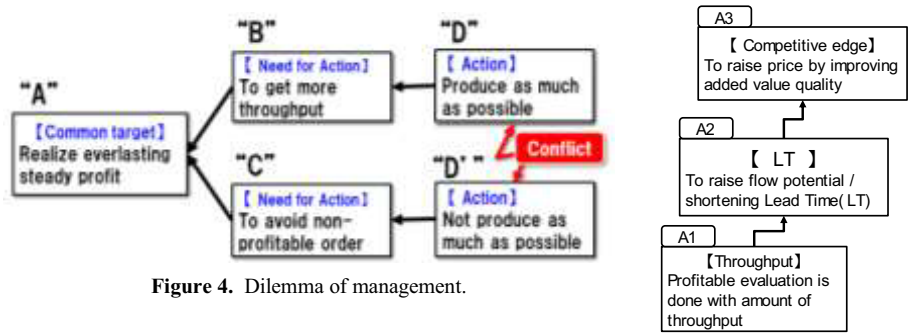 "A"
【Common target】
Realize everlasting
steady profit
"B"
【 Need for Action】
To get more
throughput
"C"
【 Need for Action】
To avoid non-
profitable order
"D"
【 Action】
Produce as much
as possible
Conflict
"D'"
【 Action】
Not produce as
much as possible
Figure 4. Dilemma of management.
A3
【 Competitive edge】
To raise price by improving
added value quality
A2
【 LT 】
To raise flow potential /
shortening Lead Time( LT)
A1
【Throughput】
Profitable evaluation is
done with amount of
throughput